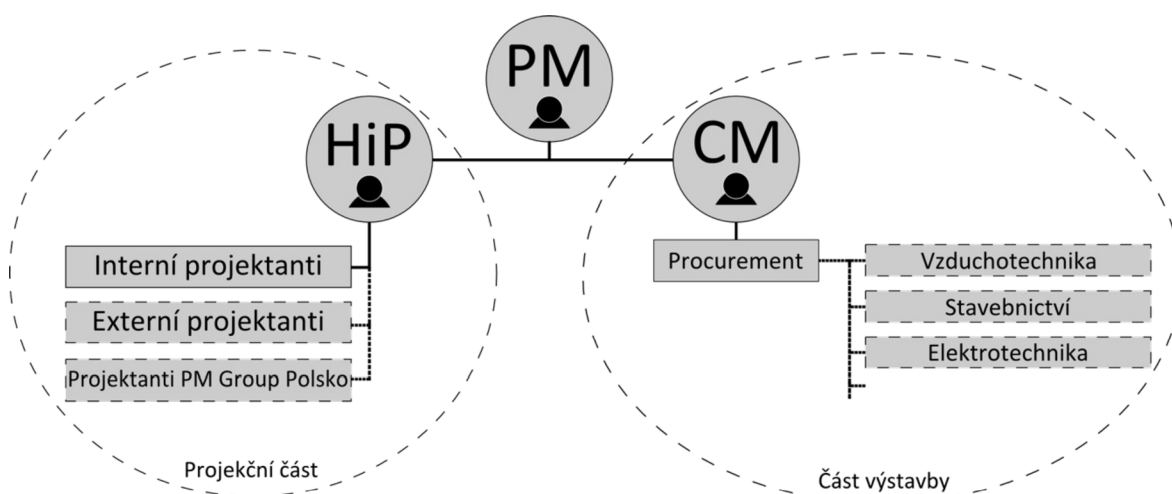 PM
HiP
CM
Interní projektanti
Externí projektanti
Projektanti PM Group Polsko
Projekční část
Procurement
Vzduchotechnika
Stavebnictví
Elektrotechnika
Část výstavby